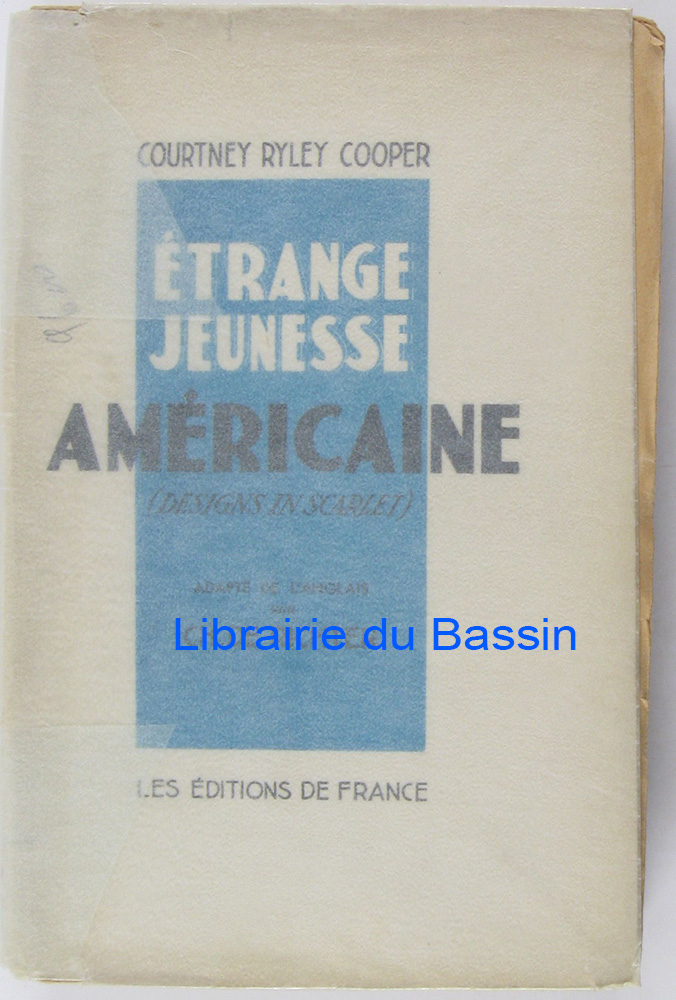 COURTNEY RYLEY COOPER
ÉTRANGE
JEUNESSE
AMÉRICAINE
(DESIGNS IN SCARLET)
ADAPTÉ DE L'ANGLAIS
PAR
Librairie du Bassin
LES ÉDITIONS DE FRANCE